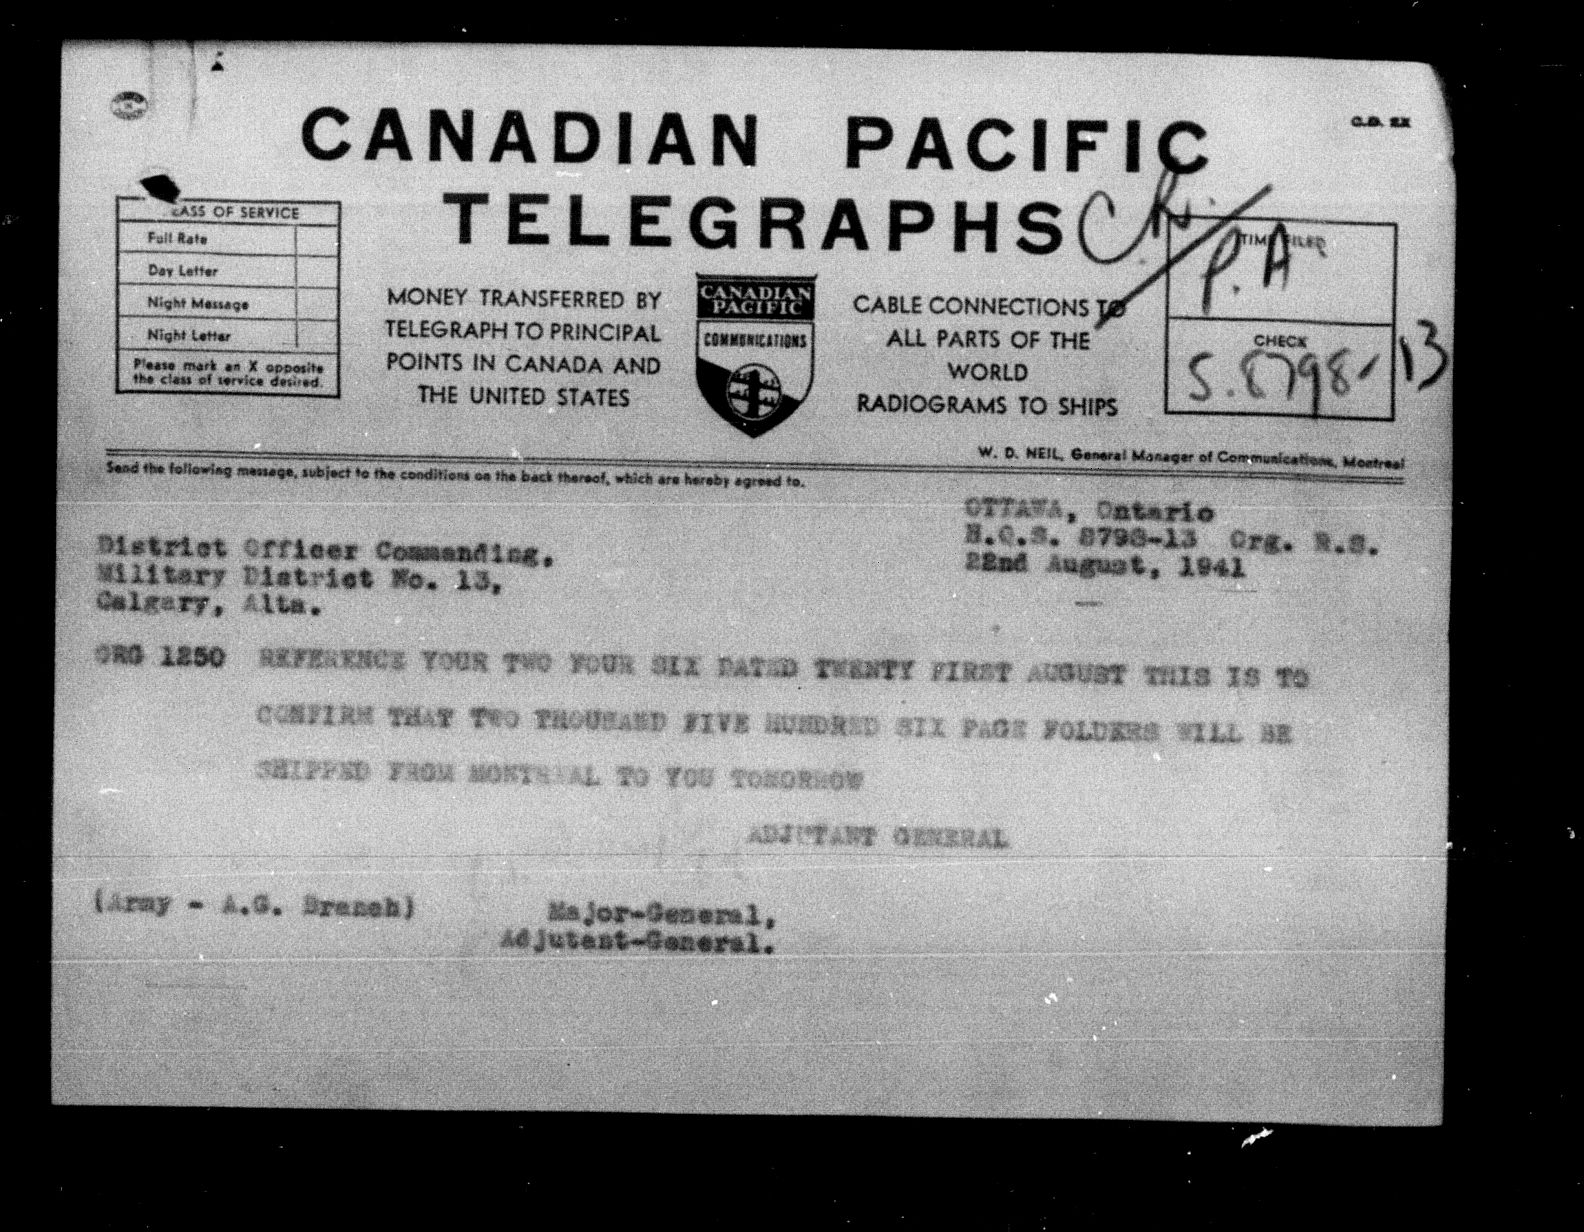 C.D. 2X
CANADIAN PACIFIC
TELEGRAPHS
C.R.
CLASS OF SERVICE
Full Rate
Day Letter
Night Message
Night Letter
Please mark an X opposite
the class of service desired.
MONEY TRANSFERRED BY
TELEGRAPH TO PRINCIPAL
POINTS IN CANADA AND
THE UNITED STATES
CANADIAN
PACIFIC
COMMUNICATIONS
CABLE CONNECTIONS TO
ALL PARTS OF THE
WORLD
RADIOGRAMS TO SHIPS
TIME FILED
P.A
CHECK
S. 8798-13
W. D. NEIL, General Manager of Communications, Montreal
Send the following message, subject to the conditions on the back thereof, which are hereby agreed to.
OTTAWA, Ontario
H.Q.S. 8798-13 Org. R.S.
22nd August, 1941
District Officer Commanding,
Military District No. 13,
Calgary, Alta.
ORG 1250 REFERENCE YOUR TWO FOUR SIX DATED TWENTY FIRST AUGUST THIS IS TO
CONFIRM THAT TWO THOUSAND FIVE HUNDRED SIX PAGE FOLDERS WILL BE
SHIPPED FROM MONTREAL TO YOU TOMORROW
ADJUTANT GENERAL
(Army - A.G. Branch)
Major-General,
Adjutant-General.